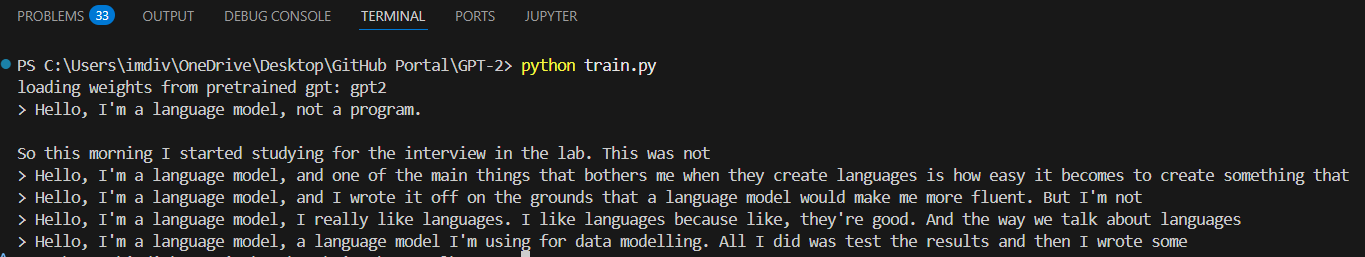 PROBLEMS 33 OUTPUT DEBUG CONSOLE TERMINAL PORTS JUPYTER
PS C:\Users\imdiv\OneDrive\Desktop\GitHub Portal\GPT-2> python train.py
loading weights from pretrained gpt: gpt2
> Hello, I'm a language model, not a program.
So this morning I started studying for the interview in the lab. This was not
> Hello, I'm a language model, and one of the main things that bothers me when they create languages is how easy it becomes to create something that
> Hello, I'm a language model, and I wrote it off on the grounds that a language model would make me more fluent. But I'm not
> Hello, I'm a language model, I really like languages. I like languages because like, they're good. And the way we talk about languages
> Hello, I'm a language model, a language model I'm using for data modelling. All I did was test the results and then I wrote some